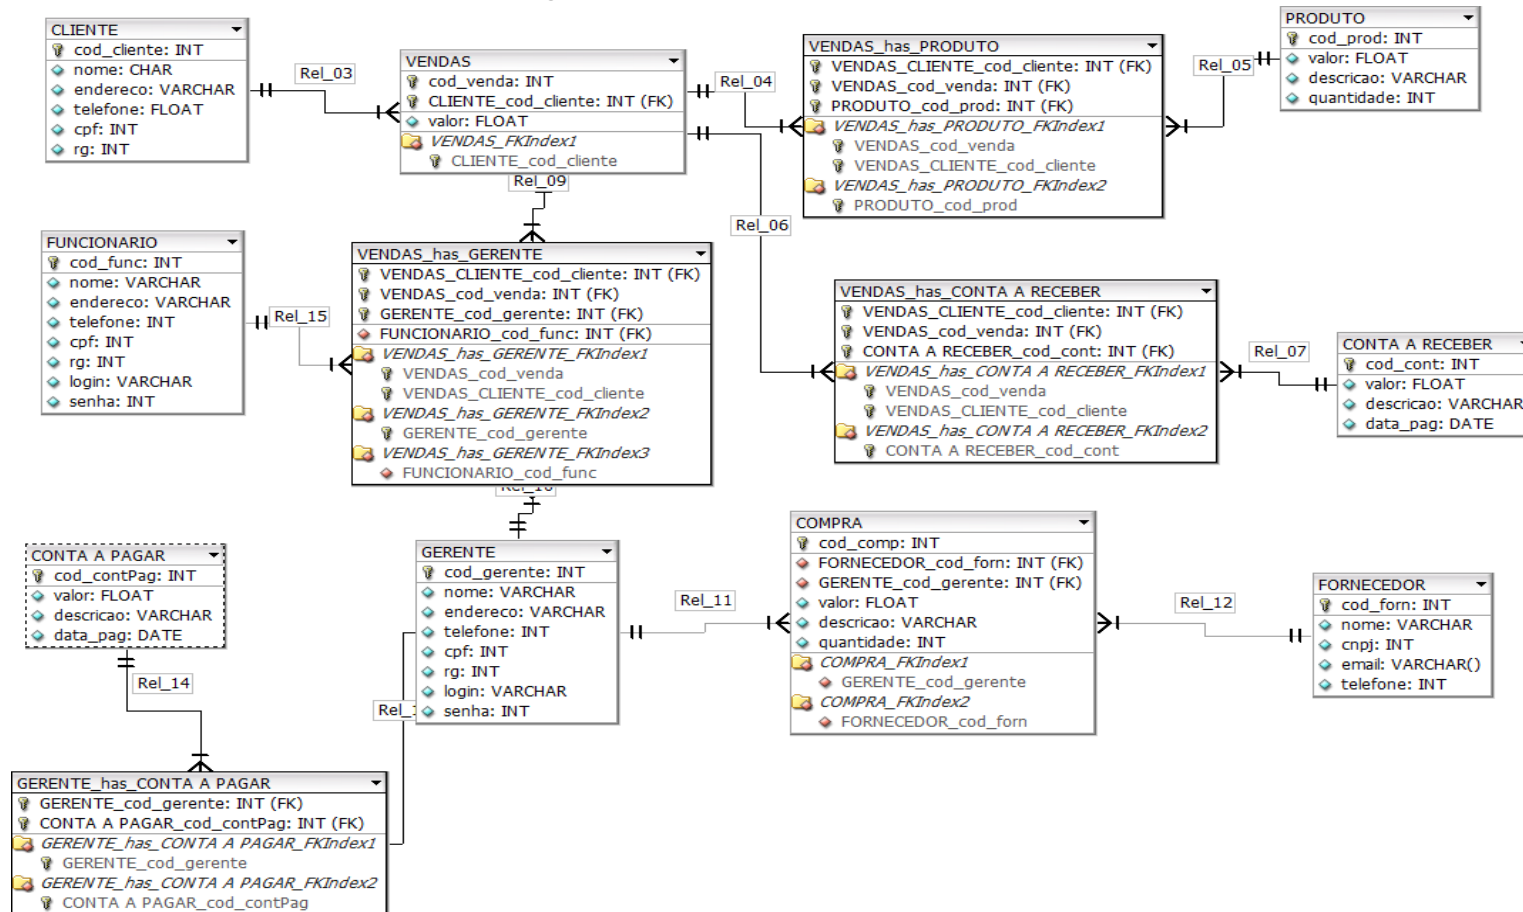 CLIENTE
cod_cliente: INT
nome: CHAR
endereco: VARCHAR
telefone: FLOAT
cpf: INT
rg: INT
Rel_03
VENDAS
cod_venda: INT
CLIENTE_cod_cliente: INT (FK)
valor: FLOAT
VENDAS_FKIndex1
CLIENTE_cod_cliente
Rel_04
VENDAS_has_PRODUTO
VENDAS_CLIENTE_cod_cliente: INT (FK)
VENDAS_cod_venda: INT (FK)
PRODUTO_cod_prod: INT (FK)
VENDAS_has_PRODUTO_FKIndex1
VENDAS_cod_venda
VENDAS_CLIENTE_cod_cliente
VENDAS_has_PRODUTO_FKIndex2
PRODUTO_cod_prod
Rel_05
PRODUTO
cod_prod: INT
valor: FLOAT
descricao: VARCHAR
quantidade: INT
Rel_09
Rel_06
FUNCIONARIO
cod_func: INT
nome: VARCHAR
endereco: VARCHAR
telefone: INT
cpf: INT
rg: INT
login: VARCHAR
senha: INT
Rel_15
VENDAS_has_GERENTE
VENDAS_CLIENTE_cod_cliente: INT (FK)
VENDAS_cod_venda: INT (FK)
GERENTE_cod_gerente: INT (FK)
FUNCIONARIO_cod_func: INT (FK)
VENDAS_has_GERENTE_FKIndex1
VENDAS_cod_venda
VENDAS_CLIENTE_cod_cliente
VENDAS_has_GERENTE_FKIndex2
GERENTE_cod_gerente
VENDAS_has_GERENTE_FKIndex3
FUNCIONARIO_cod_func
VENDAS_has_CONTA A RECEBER
VENDAS_CLIENTE_cod_cliente: INT (FK)
VENDAS_cod_venda: INT (FK)
CONTA A RECEBER_cod_cont: INT (FK)
VENDAS_has_CONTA A RECEBER_FKIndex1
VENDAS_cod_venda
VENDAS_CLIENTE_cod_cliente
VENDAS_has_CONTA A RECEBER_FKIndex2
CONTA A RECEBER_cod_cont
Rel_07
CONTA A RECEBER
cod_cont: INT
valor: FLOAT
descricao: VARCHAR
data_pag: DATE
CONTA A PAGAR
cod_contPag: INT
valor: FLOAT
descricao: VARCHAR
data_pag: DATE
Rel_14
GERENTE
cod_gerente: INT
nome: VARCHAR
endereco: VARCHAR
telefone: INT
cpf: INT
rg: INT
login: VARCHAR
senha: INT
Rel_11
COMPRA
cod_comp: INT
FORNECEDOR_cod_forn: INT (FK)
GERENTE_cod_gerente: INT (FK)
valor: FLOAT
descricao: VARCHAR
quantidade: INT
COMPRA_FKIndex1
GERENTE_cod_gerente
COMPRA_FKIndex2
FORNECEDOR_cod_forn
Rel_12
FORNECEDOR
cod_forn: INT
nome: VARCHAR
cnpj: INT
email: VARCHAR()
telefone: INT
GERENTE_has_CONTA A PAGAR
GERENTE_cod_gerente: INT (FK)
CONTA A PAGAR_cod_contPag: INT (FK)
GERENTE_has_CONTA A PAGAR_FKIndex1
GERENTE_cod_gerente
GERENTE_has_CONTA A PAGAR_FKIndex2
CONTA A PAGAR_cod_contPag